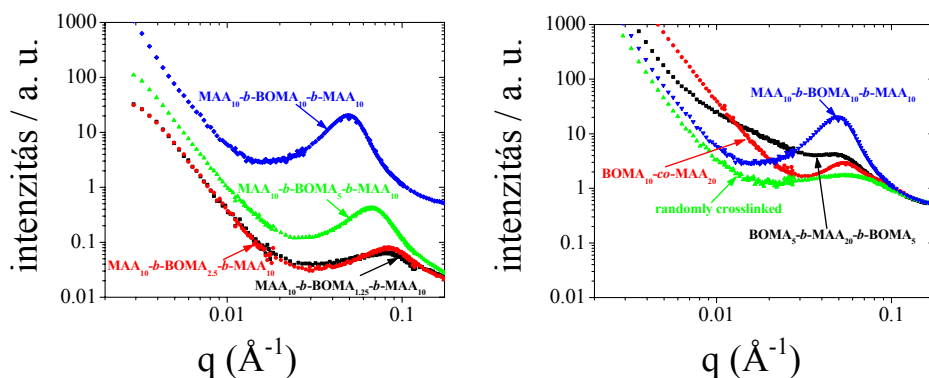 intenzitás / a. u.
1000
100
10
1
0.1
0.01
MAA10-b-BOMA10-b-MAA10
MAA10-b-BOMA5-b-MAA10
MAA10-b-BOMA2.5-b-MAA10
MAA10-b-BOMA1.25-b-MAA10
0.01
0.1
q (Å-1)
intenzitás / a. u.
1000
100
10
1
0.1
0.01
MAA10-b-BOMA10-b-MAA10
BOMA10-co-MAA20
randomly crosslinked
BOMA5-b-MAA20-b-BOMA5
0.01
0.1
q (Å-1)